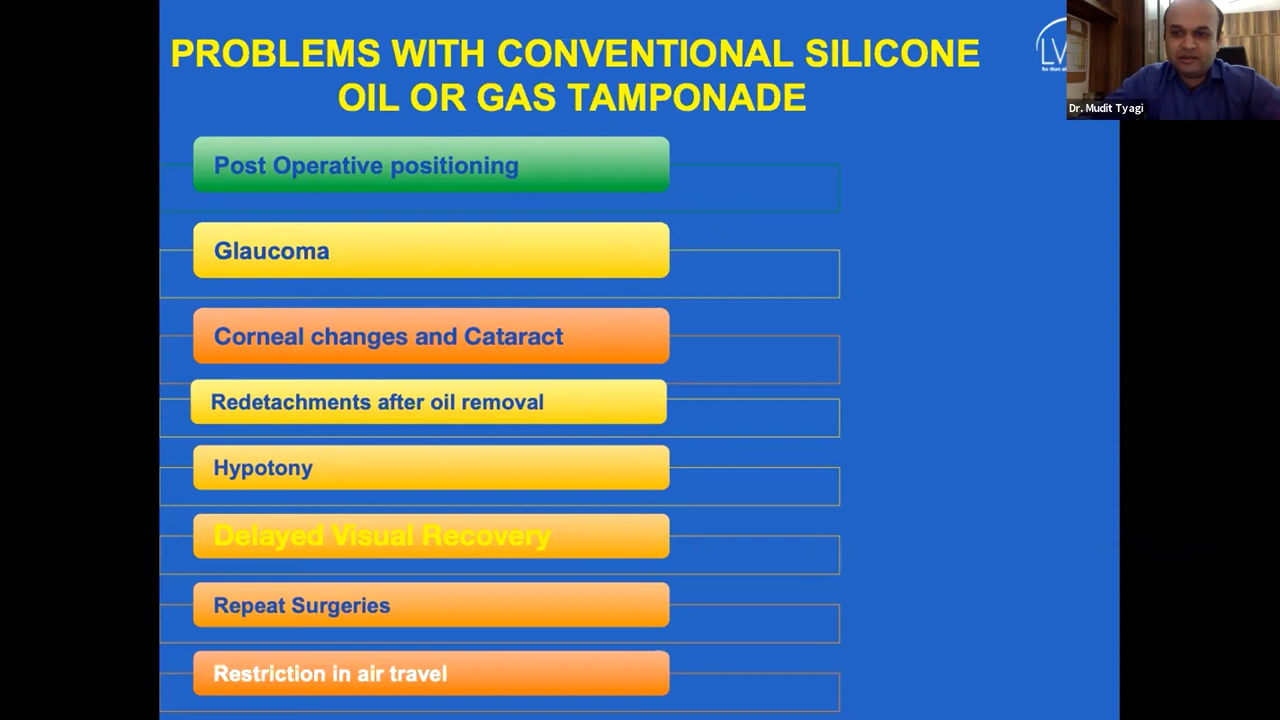 PROBLEMS WITH CONVENTIONAL SILICONE
OIL OR GAS TAMPONADE
LV
Dr. Mudit Tyagi
Post Operative positioning
Glaucoma
Corneal changes and Cataract
Redetachments after oil removal
Hypotony
Delayed Visual Recovery
Repeat Surgeries
Restriction in air travel